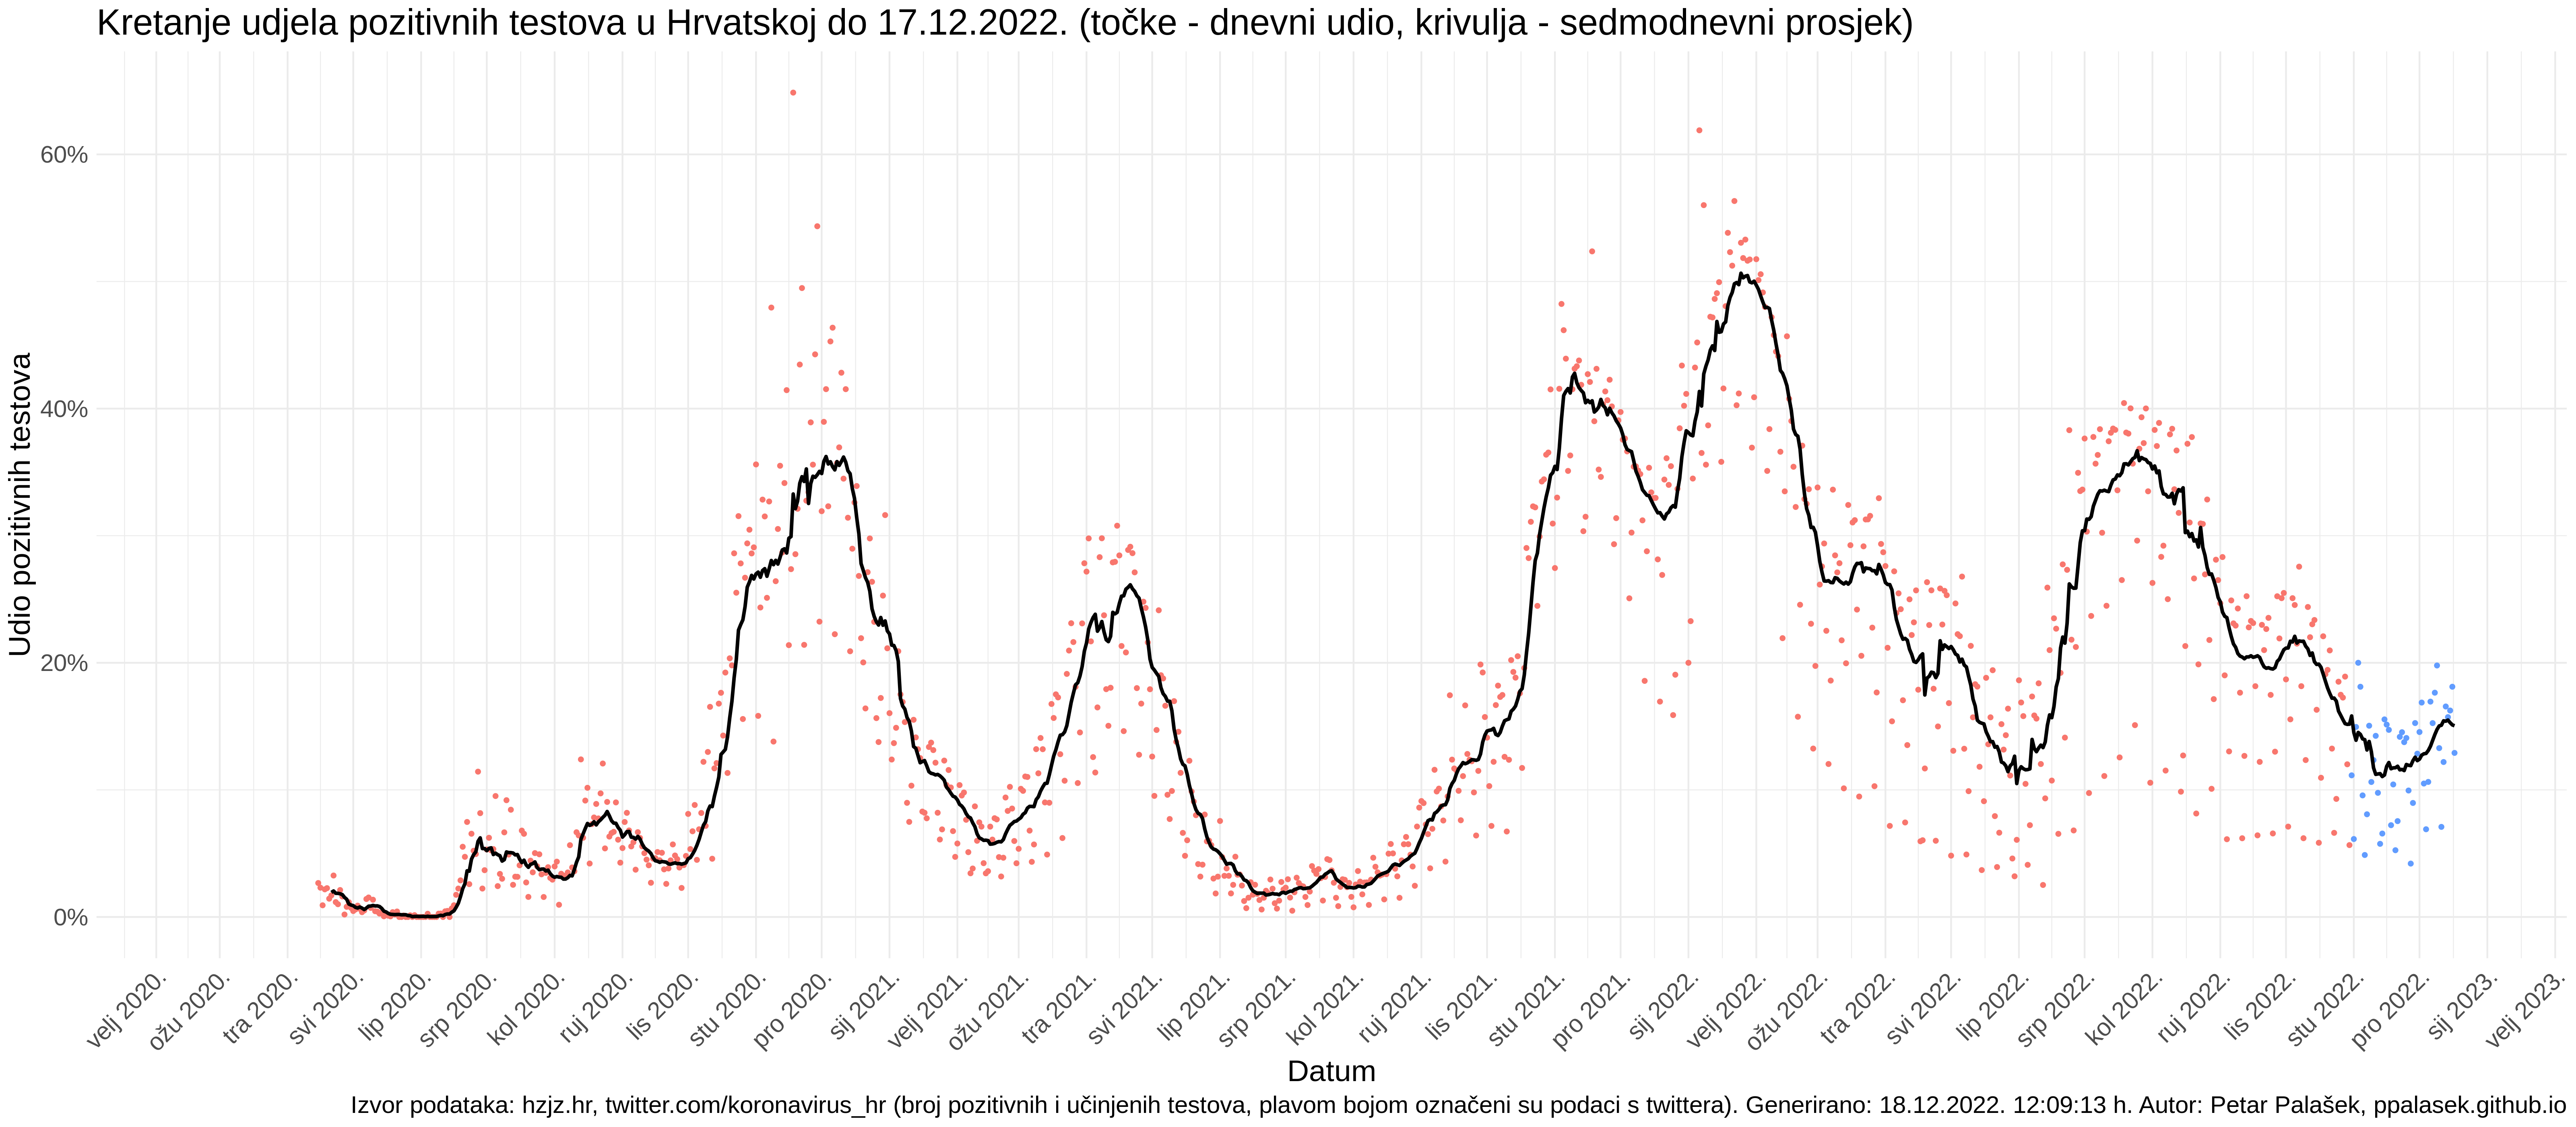 Kretanje udjela pozitivnih testova u Hrvatskoj do 17.12.2022. (točke - dnevni udio, krivulja - sedmodnevni prosjek)
Udio pozitivnih testova
60%
40%
20%
0%
velj 2020.
ožu 2020.
tra 2020.
svi 2020.
lip 2020.
srp 2020.
kol 2020.
ruj 2020.
lis 2020.
stu 2020.
pro 2020.
sij 2021.
velj 2021.
ožu 2021.
tra 2021.
svi 2021.
lip 2021.
srp 2021.
kol 2021.
ruj 2021.
lis 2021.
stu 2021.
pro 2021.
sij 2022.
velj 2022.
ožu 2022.
tra 2022.
svi 2022.
lip 2022.
srp 2022.
kol 2022.
ruj 2022.
lis 2022.
stu 2022.
pro 2022.
sij 2023.
velj 2023.
Datum
Izvor podataka: hzjz.hr, twitter.com/koronavirus_hr (broj pozitivnih i učinjenih testova, plavom bojom označeni su podaci s twittera). Generirano: 18.12.2022. 12:09:13 h. Autor: Petar Palašek, ppalasek.github.io